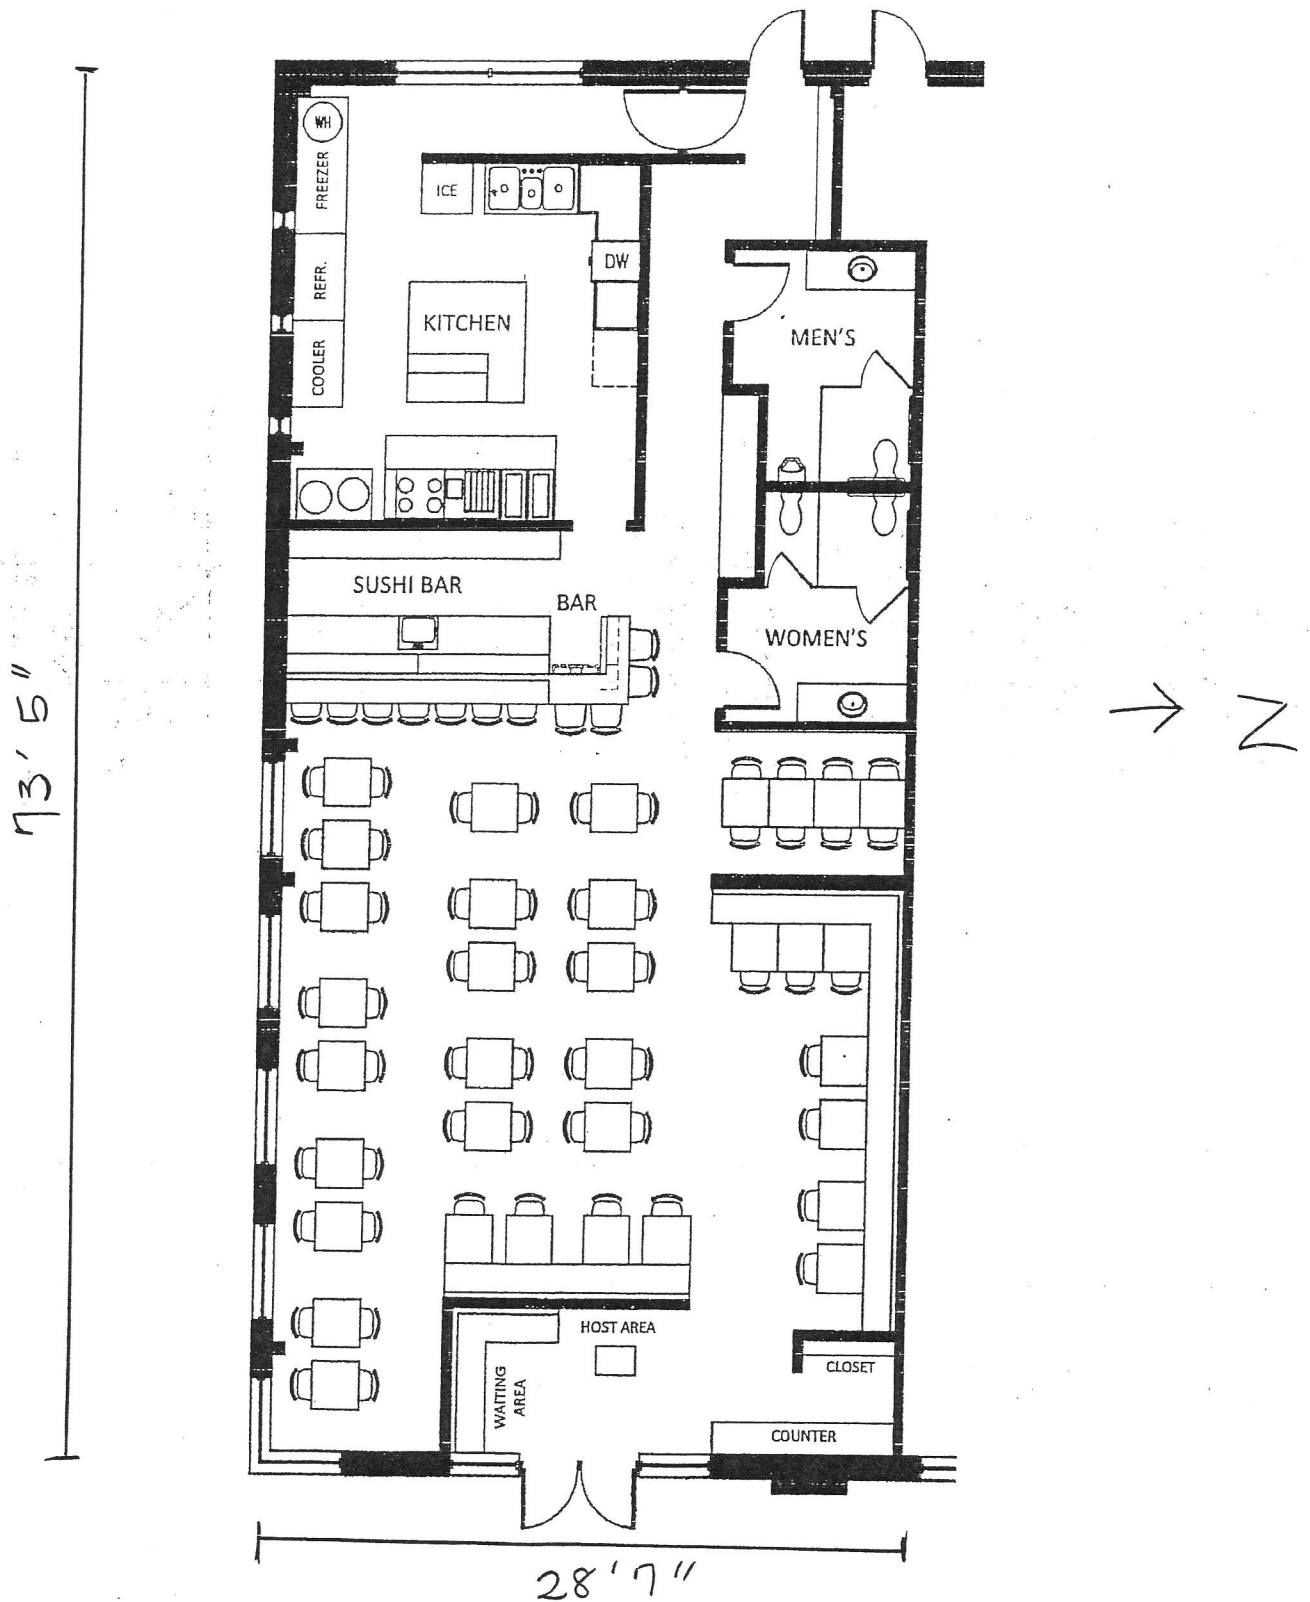 WH
FREEZER
ICE
REFR.
DW
KITCHEN
COOLER
MEN'S
SUSHI BAR
BAR
WOMEN'S
73' 5"
N
HOST AREA
WAITING
AREA
CLOSET
COUNTER
28' 7"